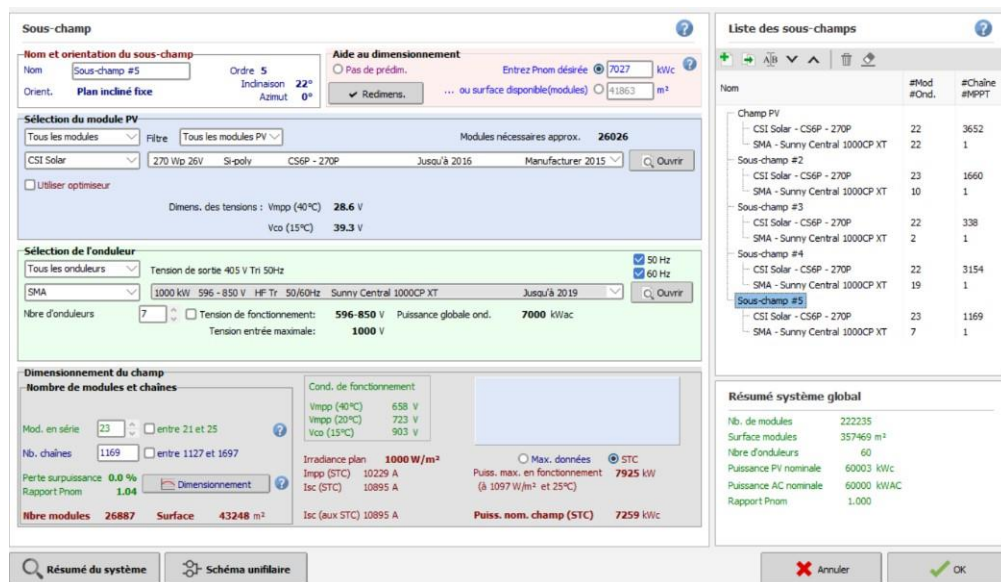 Sous-champ
Nom et orientation du sous-champ
Nom Sous-champ #5 Ordre 5
Inclinaison 22°
Orient. Plan incliné fixe Azimut 0°
Aide au dimensionnement
Pas de prédim. Entrez Pnom désirée 7027 kWc
Redimens. ... ou surface disponible(modules) 41863 m²
Sélection du module PV
Tous les modules Filtre Tous les modules PV Modules nécessaires approx. 26026
CSI Solar 270 Wp 26V Si-poly CS6P - 270P Jusqu'à 2016 Manufacturer 2015 Ouvrir
Utiliser optimiseur
Dimens. des tensions : Vmpp (40°C) 28.6 V
Vco (15°C) 39.3 V
Sélection de l'onduleur
Tous les onduleurs Tension de sortie 405 V Tri 50Hz 50 Hz
60 Hz
SMA 1000 kW 596 - 850 V HF Tr 50/60Hz Sunny Central 1000CP XT Jusqu'à 2019 Ouvrir
Nbre d'onduleurs 7 Tension de fonctionnement: 596-850 V Puissance globale ond. 7000 kWac
Tension entrée maximale: 1000 V
Dimensionnement du champ
Nombre de modules et chaînes
Mod. en série 23 entre 21 et 25
Nb. chaînes 1169 entre 1127 et 1697
Perte surpuissance 0.0 %
Rapport Pnom 1.04 Dimensionnement
Nbre modules 26887 Surface 43248 m²
Cond. de fonctionnement
Vmpp (40°C) 658 V
Vmpp (20°C) 723 V
Vco (15°C) 903 V
Irradiance plan 1000 W/m² Max. données STC
Impp (STC) 10229 A Puiss. max. en fonctionnement 7925 kW
Isc (STC) 10895 A (à 1097 W/m² et 25°C)
Isc (aux STC) 10895 A Puiss. nom. champ (STC) 7259 kWc
Résumé du système Schéma unifilaire
Liste des sous-champs
Nom #Mod #Chaîne
#Ond. #MPPT
Champ PV
CSI Solar - CS6P - 270P 22 3652
SMA - Sunny Central 1000CP XT 22 1
Sous-champ #2
CSI Solar - CS6P - 270P 23 1660
SMA - Sunny Central 1000CP XT 10 1
Sous-champ #3
CSI Solar - CS6P - 270P 22 338
SMA - Sunny Central 1000CP XT 2 1
Sous-champ #4
CSI Solar - CS6P - 270P 22 3154
SMA - Sunny Central 1000CP XT 19 1
Sous-champ #5
CSI Solar - CS6P - 270P 23 1169
SMA - Sunny Central 1000CP XT 7 1
Résumé système global
Nb. de modules 222235
Surface modules 357469 m²
Nbre d'onduleurs 60
Puissance PV nominale 60003 kWc
Puissance AC nominale 60000 kWAC
Rapport Pnom 1.000
Annuler OK